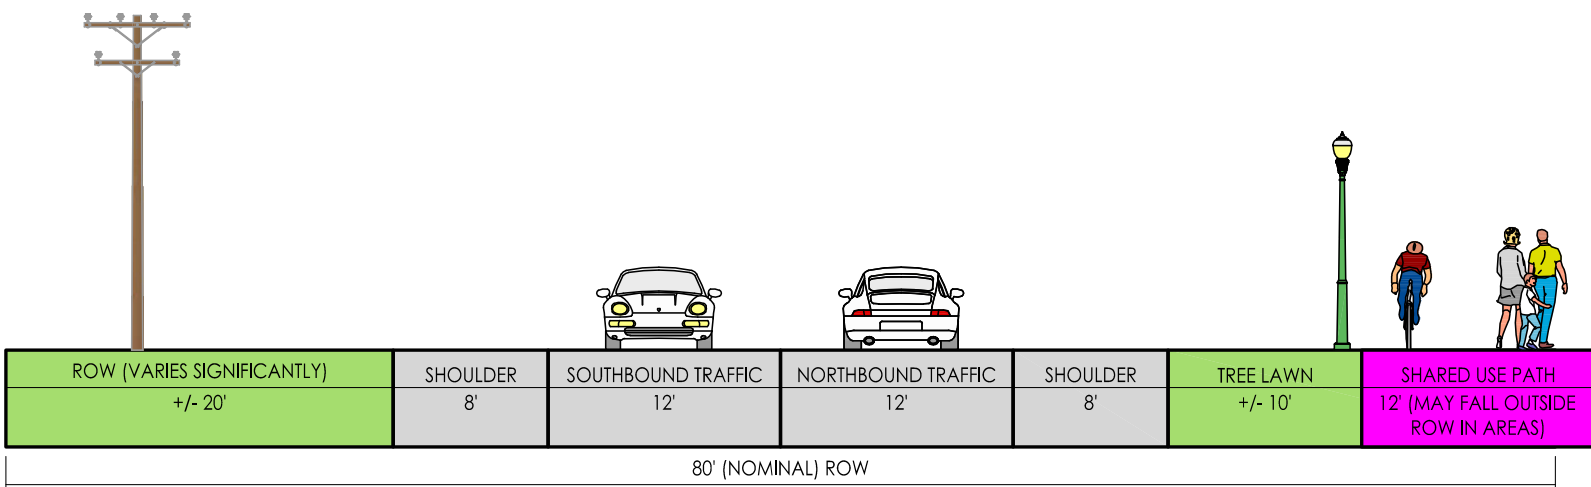 ROW (VARIES SIGNIFICANTLY)
+/- 20'
SHOULDER
8'
SOUTHBOUND TRAFFIC
12'
NORTHBOUND TRAFFIC
12'
SHOULDER
8'
TREE LAWN
+/- 10'
SHARED USE PATH
12' (MAY FALL OUTSIDE
ROW IN AREAS)
80' (NOMINAL) ROW